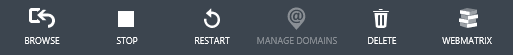 BROWSE STOP RESTART MANAGE DOMAINS DELETE WEBMATRIX